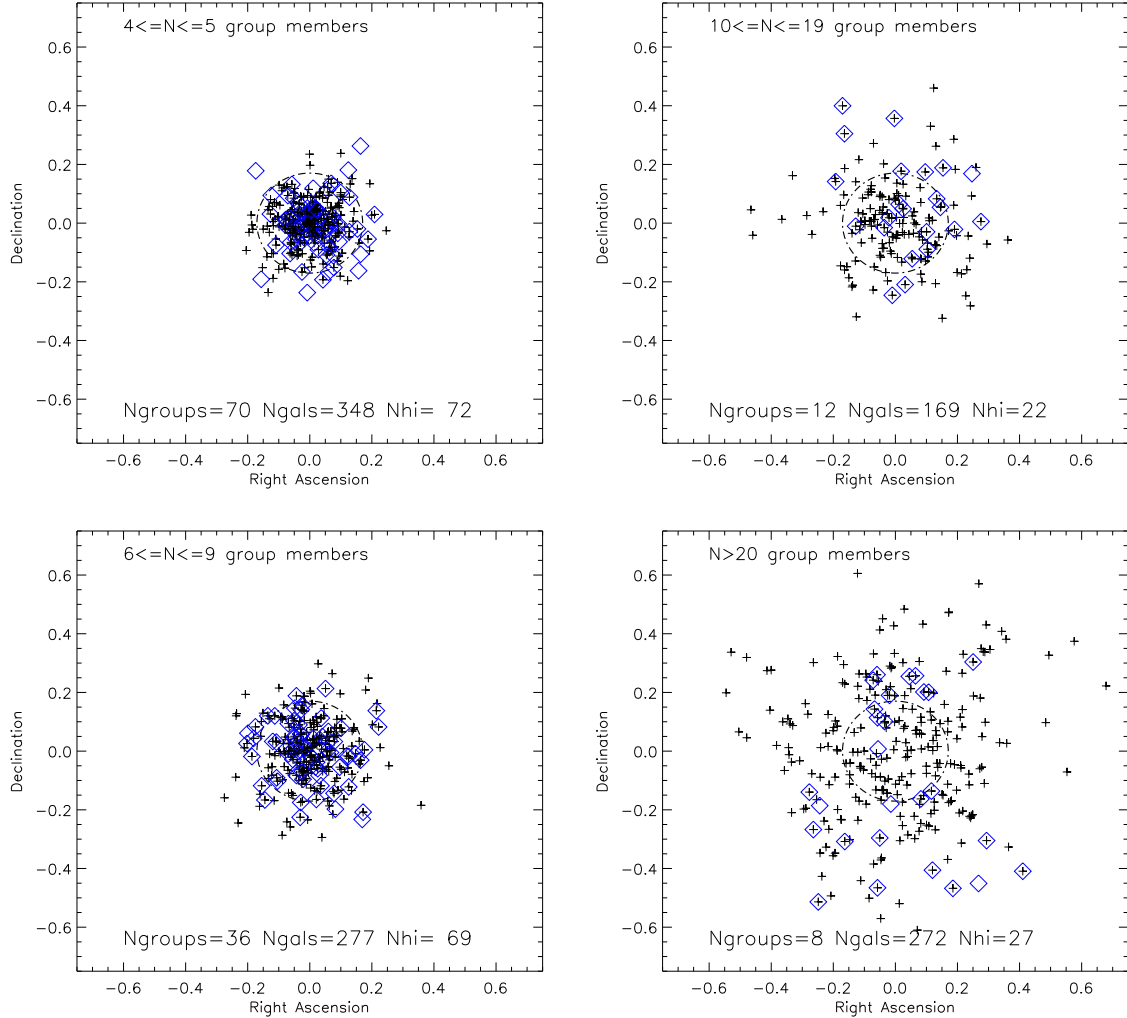 4<=N<=5 group members
0.6
0.4
0.2
0.0
−0.2
−0.4
−0.6
Declination
Ngroups=70 Ngals=348 Nhi= 72
−0.6 −0.4 −0.2 0.0 0.2 0.4 0.6
Right Ascension
10<=N<=19 group members
0.6
0.4
0.2
0.0
−0.2
−0.4
−0.6
Declination
Ngroups=12 Ngals=169 Nhi=22
−0.6 −0.4 −0.2 0.0 0.2 0.4 0.6
Right Ascension
6<=N<=9 group members
0.6
0.4
0.2
0.0
−0.2
−0.4
−0.6
Declination
Ngroups=36 Ngals=277 Nhi= 69
−0.6 −0.4 −0.2 0.0 0.2 0.4 0.6
Right Ascension
N>20 group members
0.6
0.4
0.2
0.0
−0.2
−0.4
−0.6
Declination
Ngroups=8 Ngals=272 Nhi=27
−0.6 −0.4 −0.2 0.0 0.2 0.4 0.6
Right Ascension